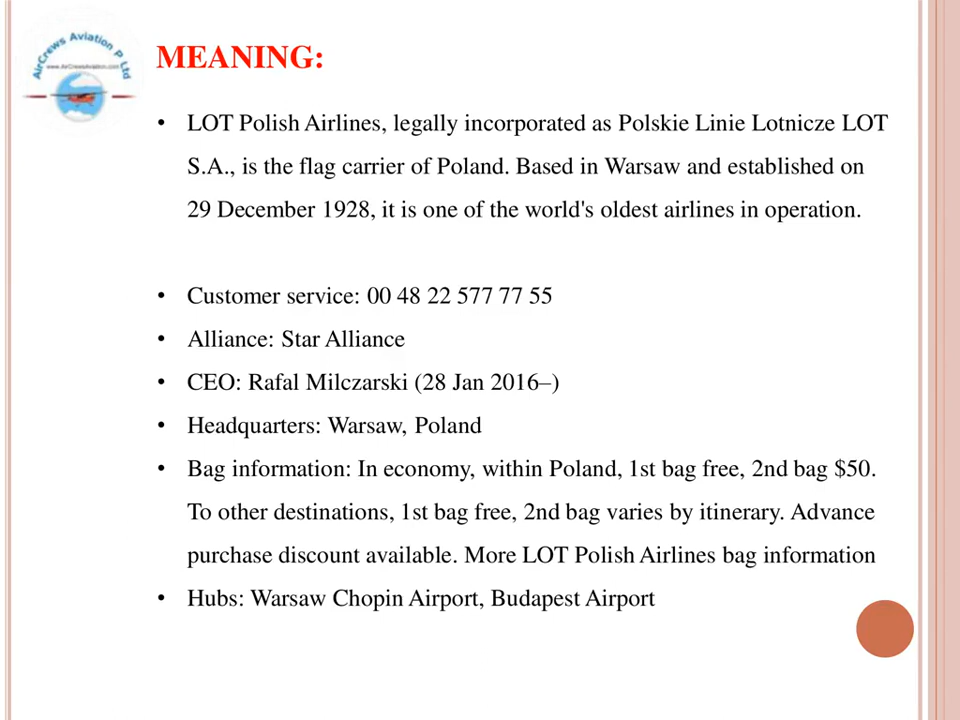 AirCrews Aviation P Ltd
www.AirCrewsAviation.com
MEANING:
• LOT Polish Airlines, legally incorporated as Polskie Linie Lotnicze LOT
S.A., is the flag carrier of Poland. Based in Warsaw and established on
29 December 1928, it is one of the world's oldest airlines in operation.
• Customer service: 00 48 22 577 77 55
• Alliance: Star Alliance
• CEO: Rafal Milczarski (28 Jan 2016–)
• Headquarters: Warsaw, Poland
• Bag information: In economy, within Poland, 1st bag free, 2nd bag $50.
To other destinations, 1st bag free, 2nd bag varies by itinerary. Advance
purchase discount available. More LOT Polish Airlines bag information
• Hubs: Warsaw Chopin Airport, Budapest Airport